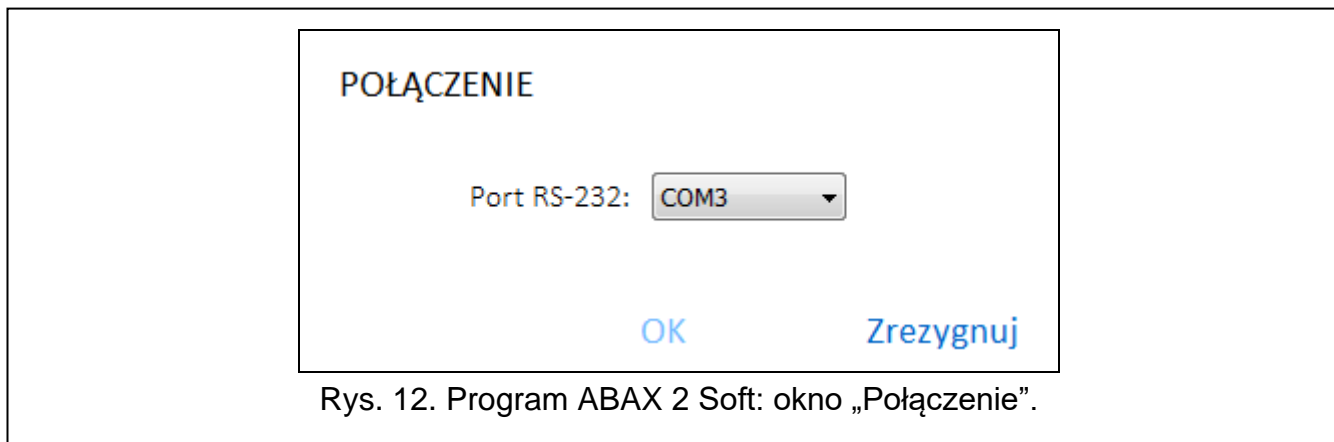 POŁĄCZENIE
Port RS-232: COM3
OK Zrezygnuj
Rys. 12. Program ABAX 2 Soft: okno „Połączenie”.